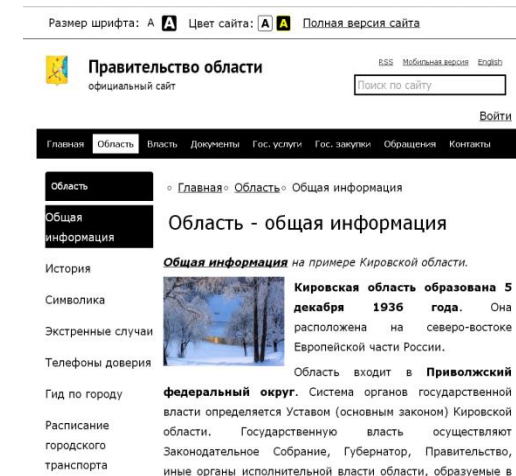 Размер шрифта: А А Цвет сайта: А А Полная версия сайта
Правительство области
официальный сайт
RSS Мобильная версия English
Поиск по сайту
Войти
Главная Область Власть Документы Гос. услуги Гос. закупки Обращения Контакты
Область
Общая
информация
История
Символика
Экстренные случаи
Телефоны доверия
Гид по городу
Расписание
городского
транспорта
Главная Область Общая информация
Область - общая информация
Общая информация на примере Кировской области.
Кировская область образована 5
декабря 1936 года. Она
расположена на северо-востоке
Европейской части России.
Область входит в Приволжский
федеральный округ. Система органов государственной
власти определяется Уставом (основным законом) Кировской
области. Государственную власть осуществляют
Законодательное Собрание, Губернатор, Правительство,
иные органы исполнительной власти области, образуемые в